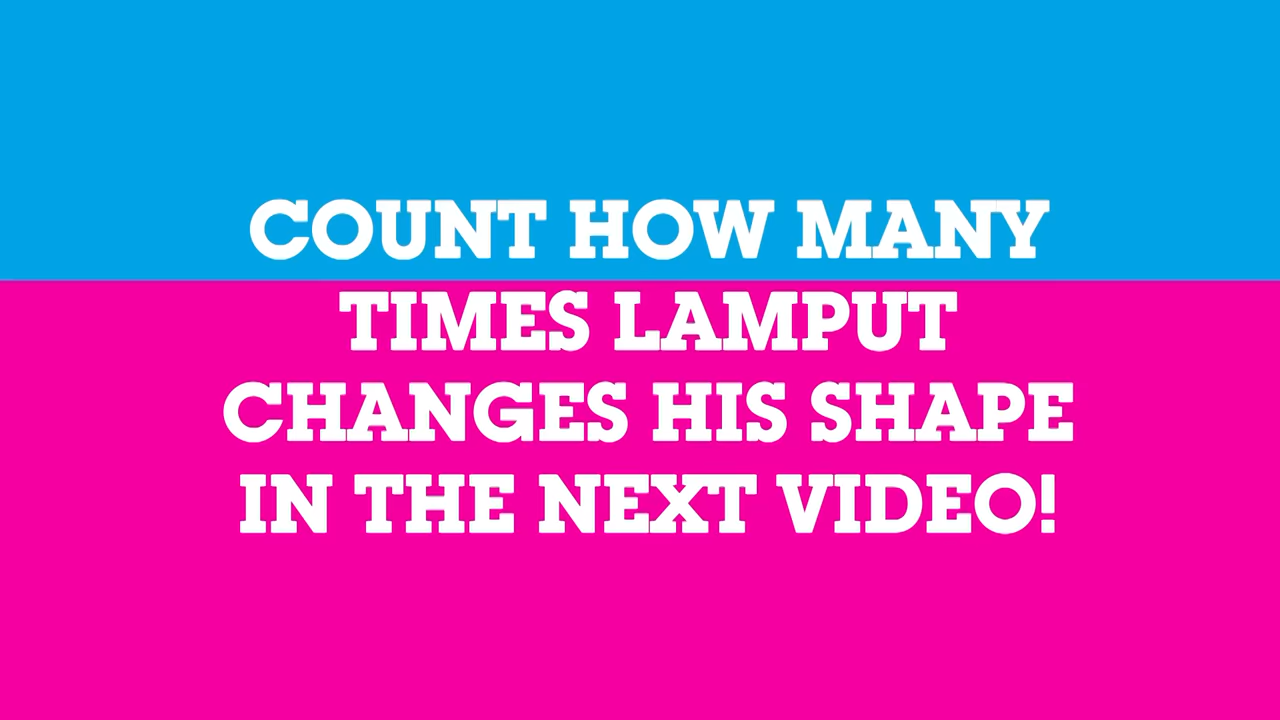 COUNT HOW MANY
TIMES LAMPUT
CHANGES HIS SHAPE
IN THE NEXT VIDEO!